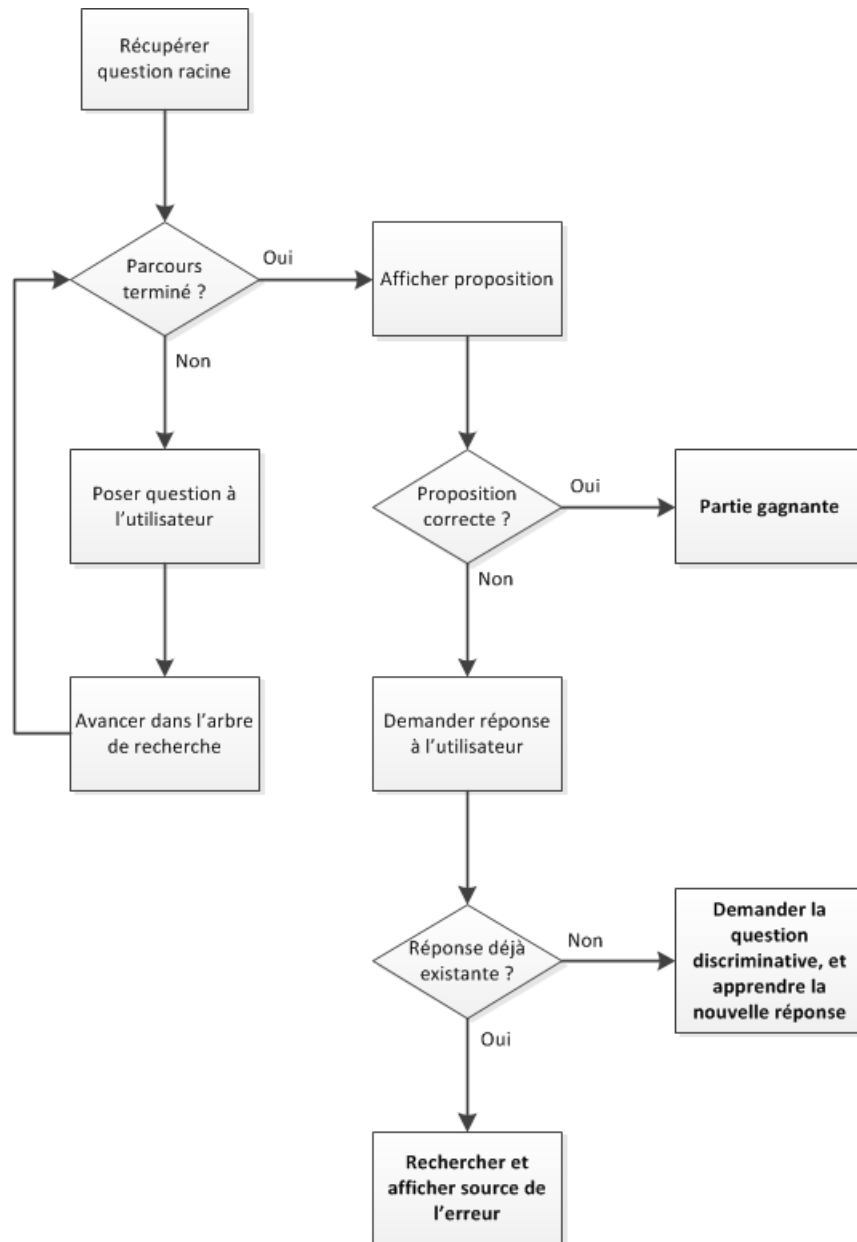 Récupérer
question racine
Parcours
terminé ?
Oui
Afficher proposition
Non
Poser question à
l'utilisateur
Proposition
correcte ?
Oui
Partie gagnante
Non
Avancer dans l'arbre
de recherche
Demander réponse
à l'utilisateur
Réponse déjà
existante ?
Non
Demander la
question
discriminative, et
apprendre la
nouvelle réponse
Oui
Rechercher et
afficher source de
l'erreur